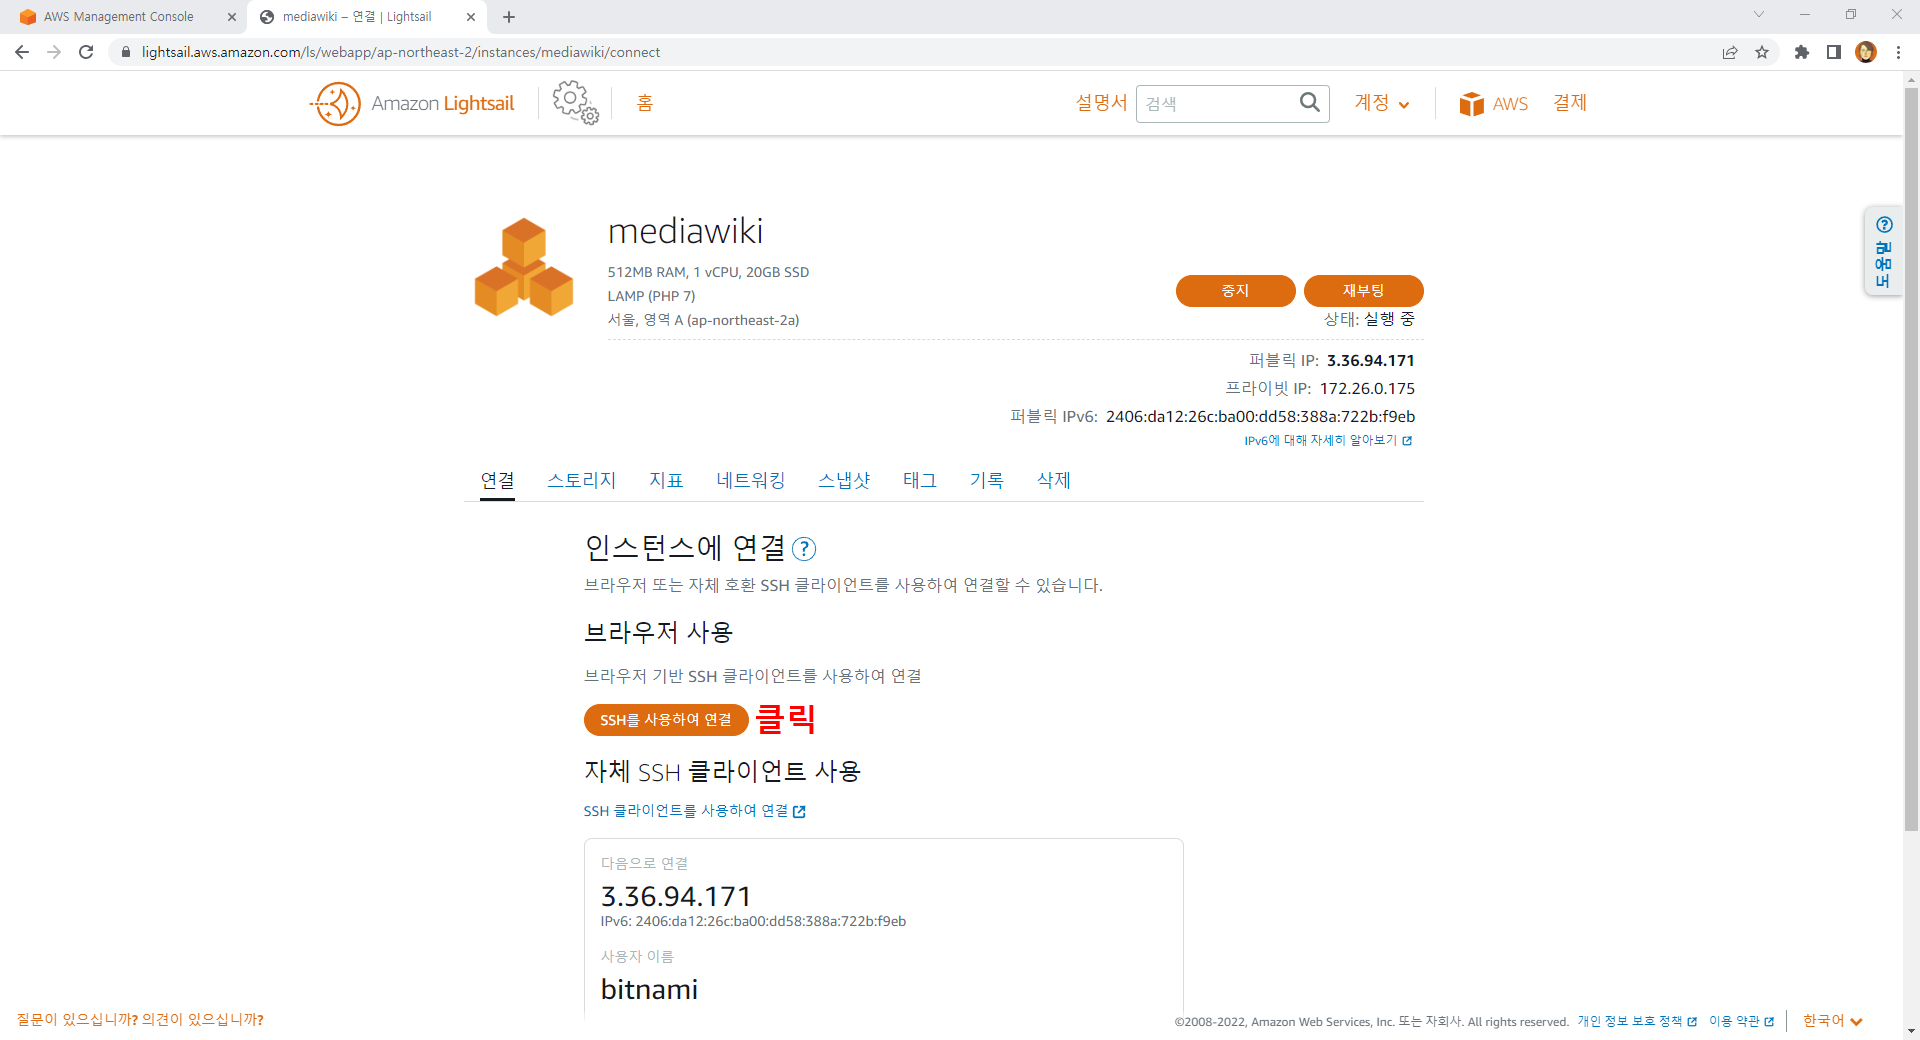 AWS Management Console
mediawiki – 연결 | Lightsail
lightsail.aws.amazon.com/ls/webapp/ap-northeast-2/instances/mediawiki/connect
Amazon Lightsail
홈
설명서
검색
계정
AWS
결제
도움말
mediawiki
512MB RAM, 1 vCPU, 20GB SSD
LAMP (PHP 7)
서울, 영역 A (ap-northeast-2a)
중지
재부팅
상태: 실행 중
퍼블릭 IP: 3.36.94.171
프라이빗 IP: 172.26.0.175
퍼블릭 IPv6: 2406:da12:26c:ba00:dd58:388a:722b:f9eb
IPv6에 대해 자세히 알아보기
연결 스토리지 지표 네트워킹 스냅샷 태그 기록 삭제
인스턴스에 연결 ?
브라우저 또는 자체 호환 SSH 클라이언트를 사용하여 연결할 수 있습니다.
브라우저 사용
브라우저 기반 SSH 클라이언트를 사용하여 연결
SSH를 사용하여 연결 클릭
자체 SSH 클라이언트 사용
SSH 클라이언트를 사용하여 연결
다음으로 연결
3.36.94.171
IPv6: 2406:da12:26c:ba00:dd58:388a:722b:f9eb
사용자 이름
bitnami
질문이 있으십니까? 의견이 있으십니까?
©2008-2022, Amazon Web Services, Inc. 또는 자회사. All rights reserved. 개인 정보 보호 정책 이용 약관 한국어